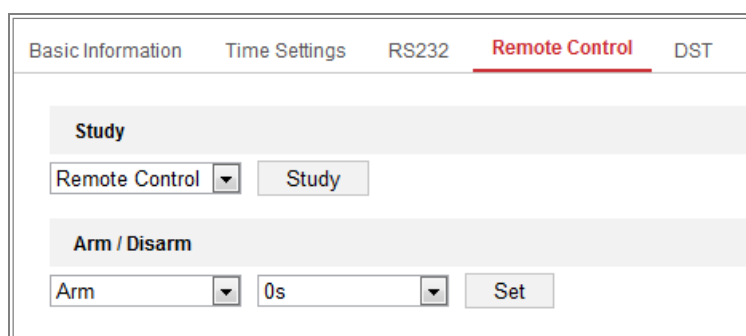 Basic Information Time Settings RS232 Remote Control DST
Study
Remote Control Study
Arm / Disarm
Arm 0s Set